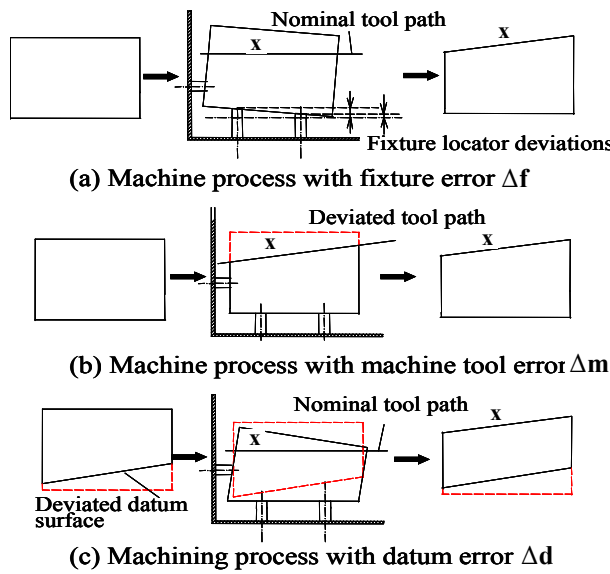 Nominal tool path
x
x
Fixture locator deviations
(a) Machine process with fixture error Δf
Deviated tool path
x
x
(b) Machine process with machine tool error Δm
Nominal tool path
x
x
Deviated datum
surface
(c) Machining process with datum error Δd